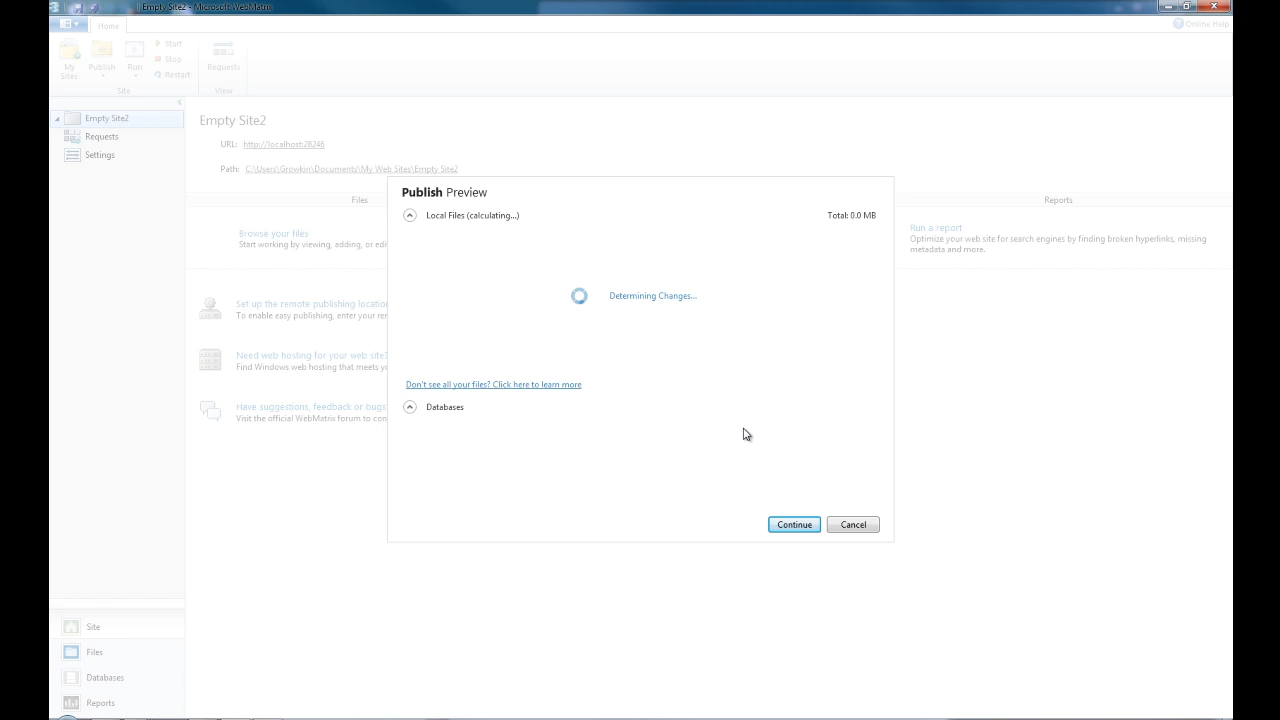 Empty Site2 - Microsoft WebMatrix
Home
Online Help
My Sites
Publish
Run
Start
Stop
Restart
Requests
Site
View
Empty Site2
Requests
Settings
Empty Site2
URL: http://localhost:28246
Path: C:\Users\Growkin\Documents\My Web Sites\Empty Site2
Files
Reports
Browse your files
Start working by viewing, adding, or edi
Run a report
Optimize your web site for search engines by finding broken hyperlinks, missing
metadata and more.
Set up the remote publishing locatio
To enable easy publishing, enter your re
Need web hosting for your web site?
Find Windows web hosting that meets yo
Have suggestions, feedback or bugs
Visit the official WebMatrix forum to con
Publish Preview
Local Files (calculating...)
Total: 0.0 MB
Determining Changes...
Don't see all your files? Click here to learn more
Databases
Continue
Cancel
Site
Files
Databases
Reports